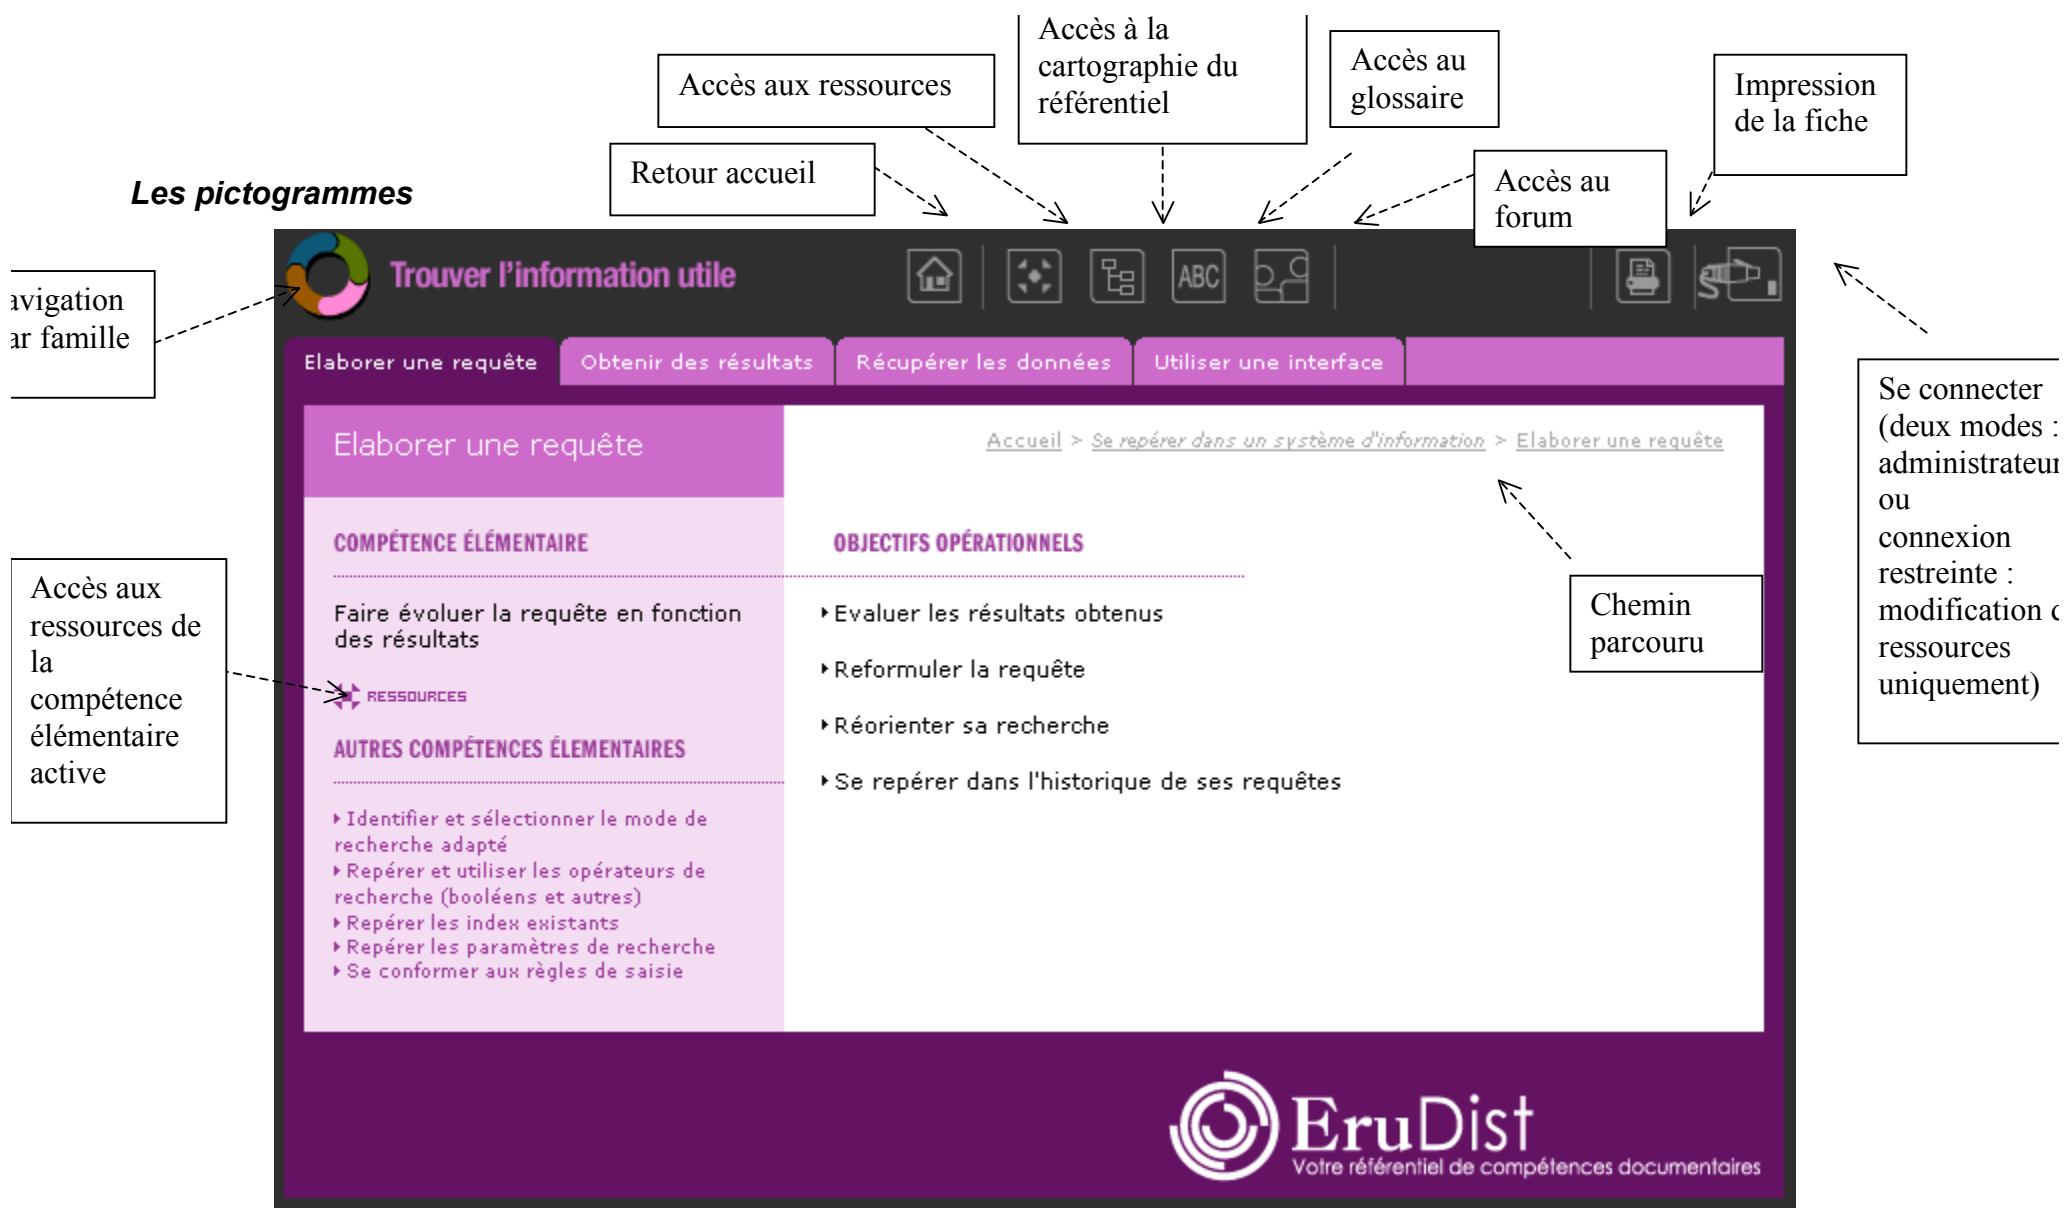 Accès à la
cartographie du
référentiel
Accès aux ressources
Accès au
glossaire
Impression
de la fiche
Retour accueil
Accès au
forum
Les pictogrammes
avigation
ar famille
Trouver l'information utile
ABC
Elaborer une requête
Obtenir des résultats
Récupérer les données
Utiliser une interface
Se connecter
(deux modes :
administrateur
ou
connexion
restreinte :
modification
ressources
uniquement)
Elaborer une requête
Accueil > Se repérer dans un système d'information > Elaborer une requête
COMPÉTENCE ÉLÉMENTAIRE
OBJECTIFS OPÉRATIONNELS
Accès aux
ressources de
la
compétence
élémentaire
active
Chemin
parcouru
Faire évoluer la requête en fonction
des résultats
RESSOURCES
Evaluer les résultats obtenus
Reformuler la requête
Réorienter sa recherche
Se repérer dans l'historique de ses requêtes
AUTRES COMPÉTENCES ÉLEMENTAIRES
Identifier et sélectionner le mode de
recherche adapté
Repérer et utiliser les opérateurs de
recherche (booléens et autres)
Repérer les index existants
Repérer les paramètres de recherche
Se conformer aux règles de saisie
EruDist
Votre référentiel de compétences documentaires